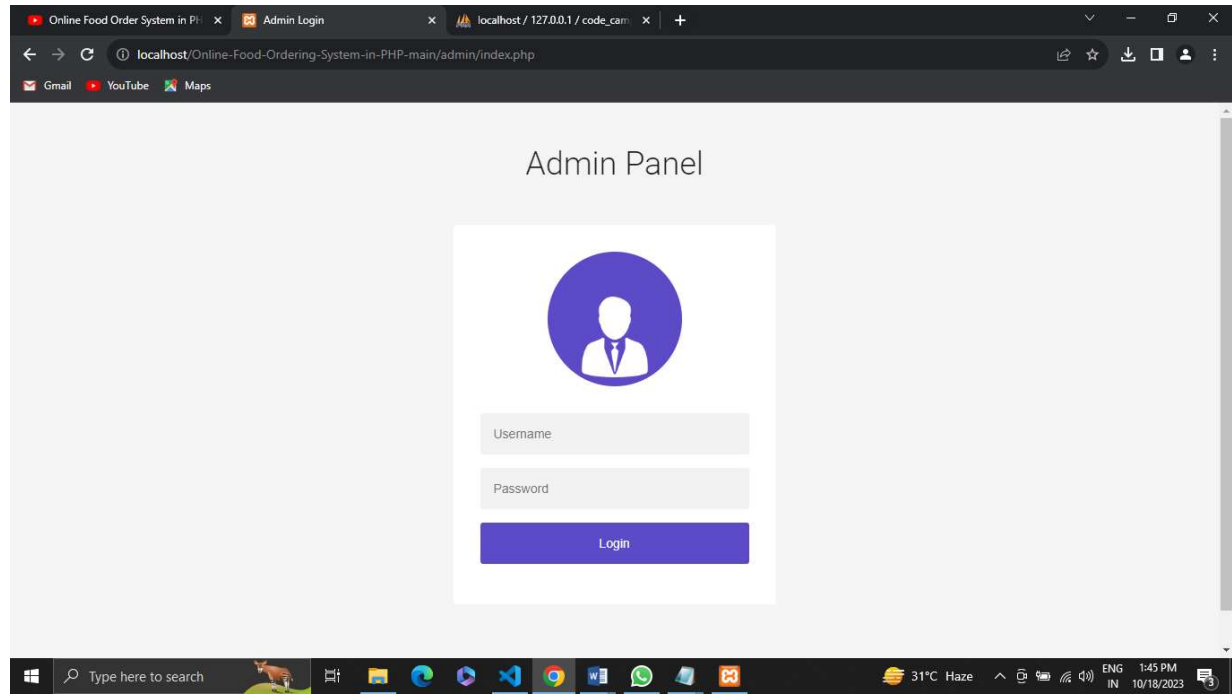 Online Food Order System in PH
Admin Login
localhost / 127.0.0.1 / code_cam
localhost/Online-Food-Ordering-System-in-PHP-main/admin/index.php
Gmail YouTube Maps
Admin Panel
Username
Password
Login
Type here to search
31°C Haze
ENG 1:45 PM
IN 10/18/2023
3